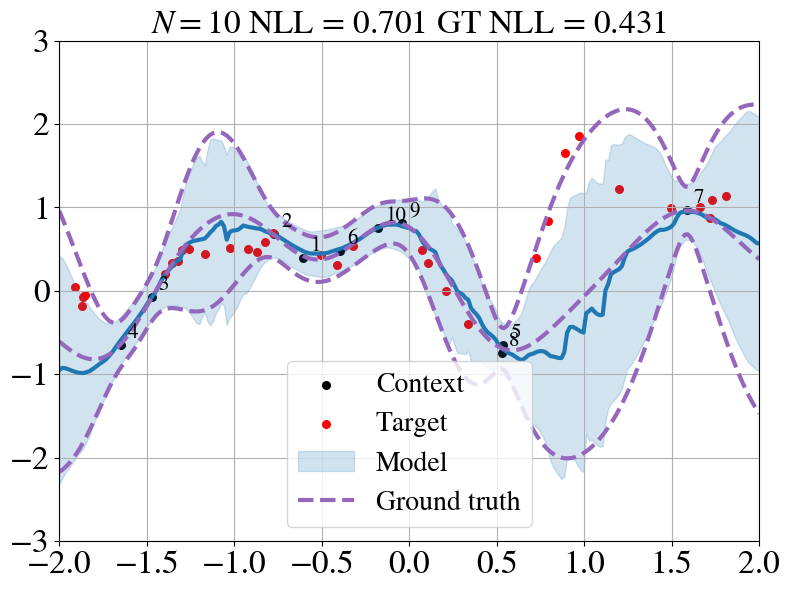 N = 10 NLL = 0.701 GT NLL = 0.431
3
2
1
0
−1
−2
−3
2
10
9
7
1
6
3
4
5
8
Context
Target
Model
Ground truth
−2.0 −1.5 −1.0 −0.5 0.0 0.5 1.0 1.5 2.0